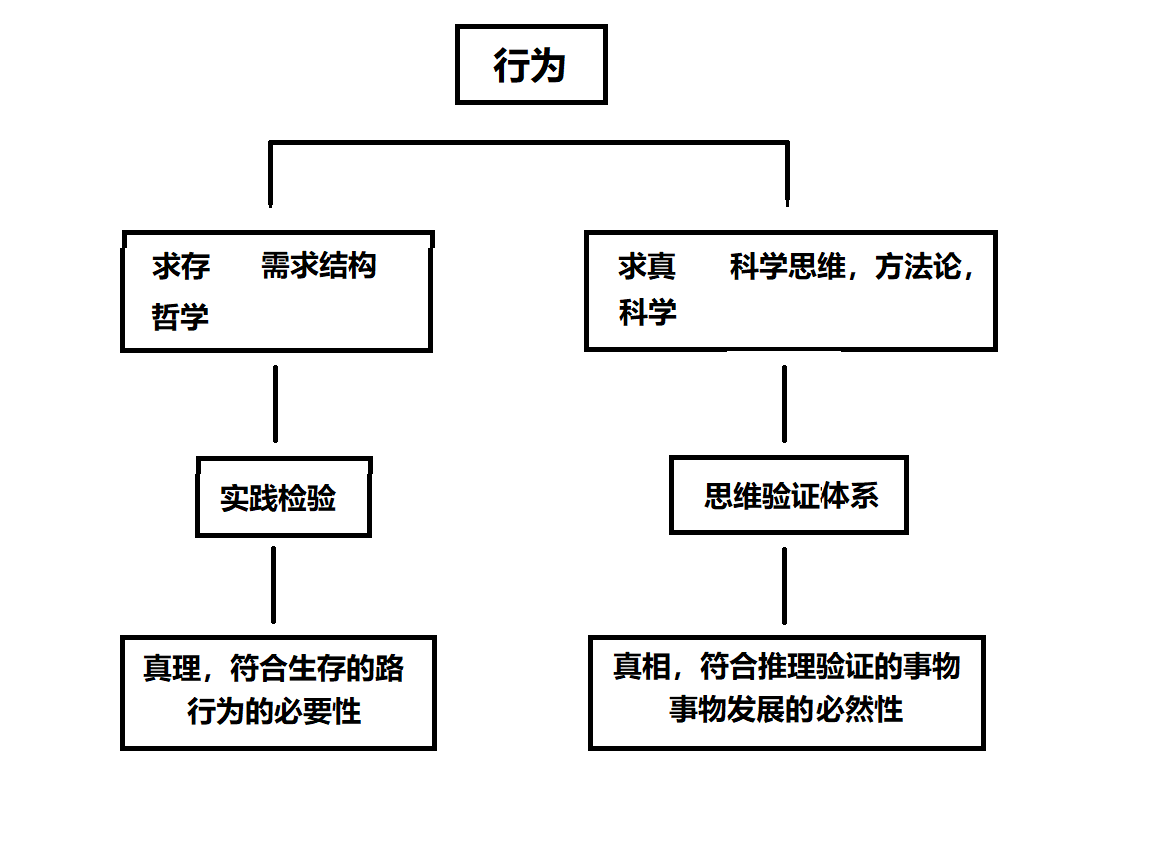 行为
求存 需求结构
哲学
求真 科学思维，方法论，
科学
实践检验
思维验证体系
真理，符合生存的路
行为的必要性
真相，符合推理验证的事物
事物发展的必然性